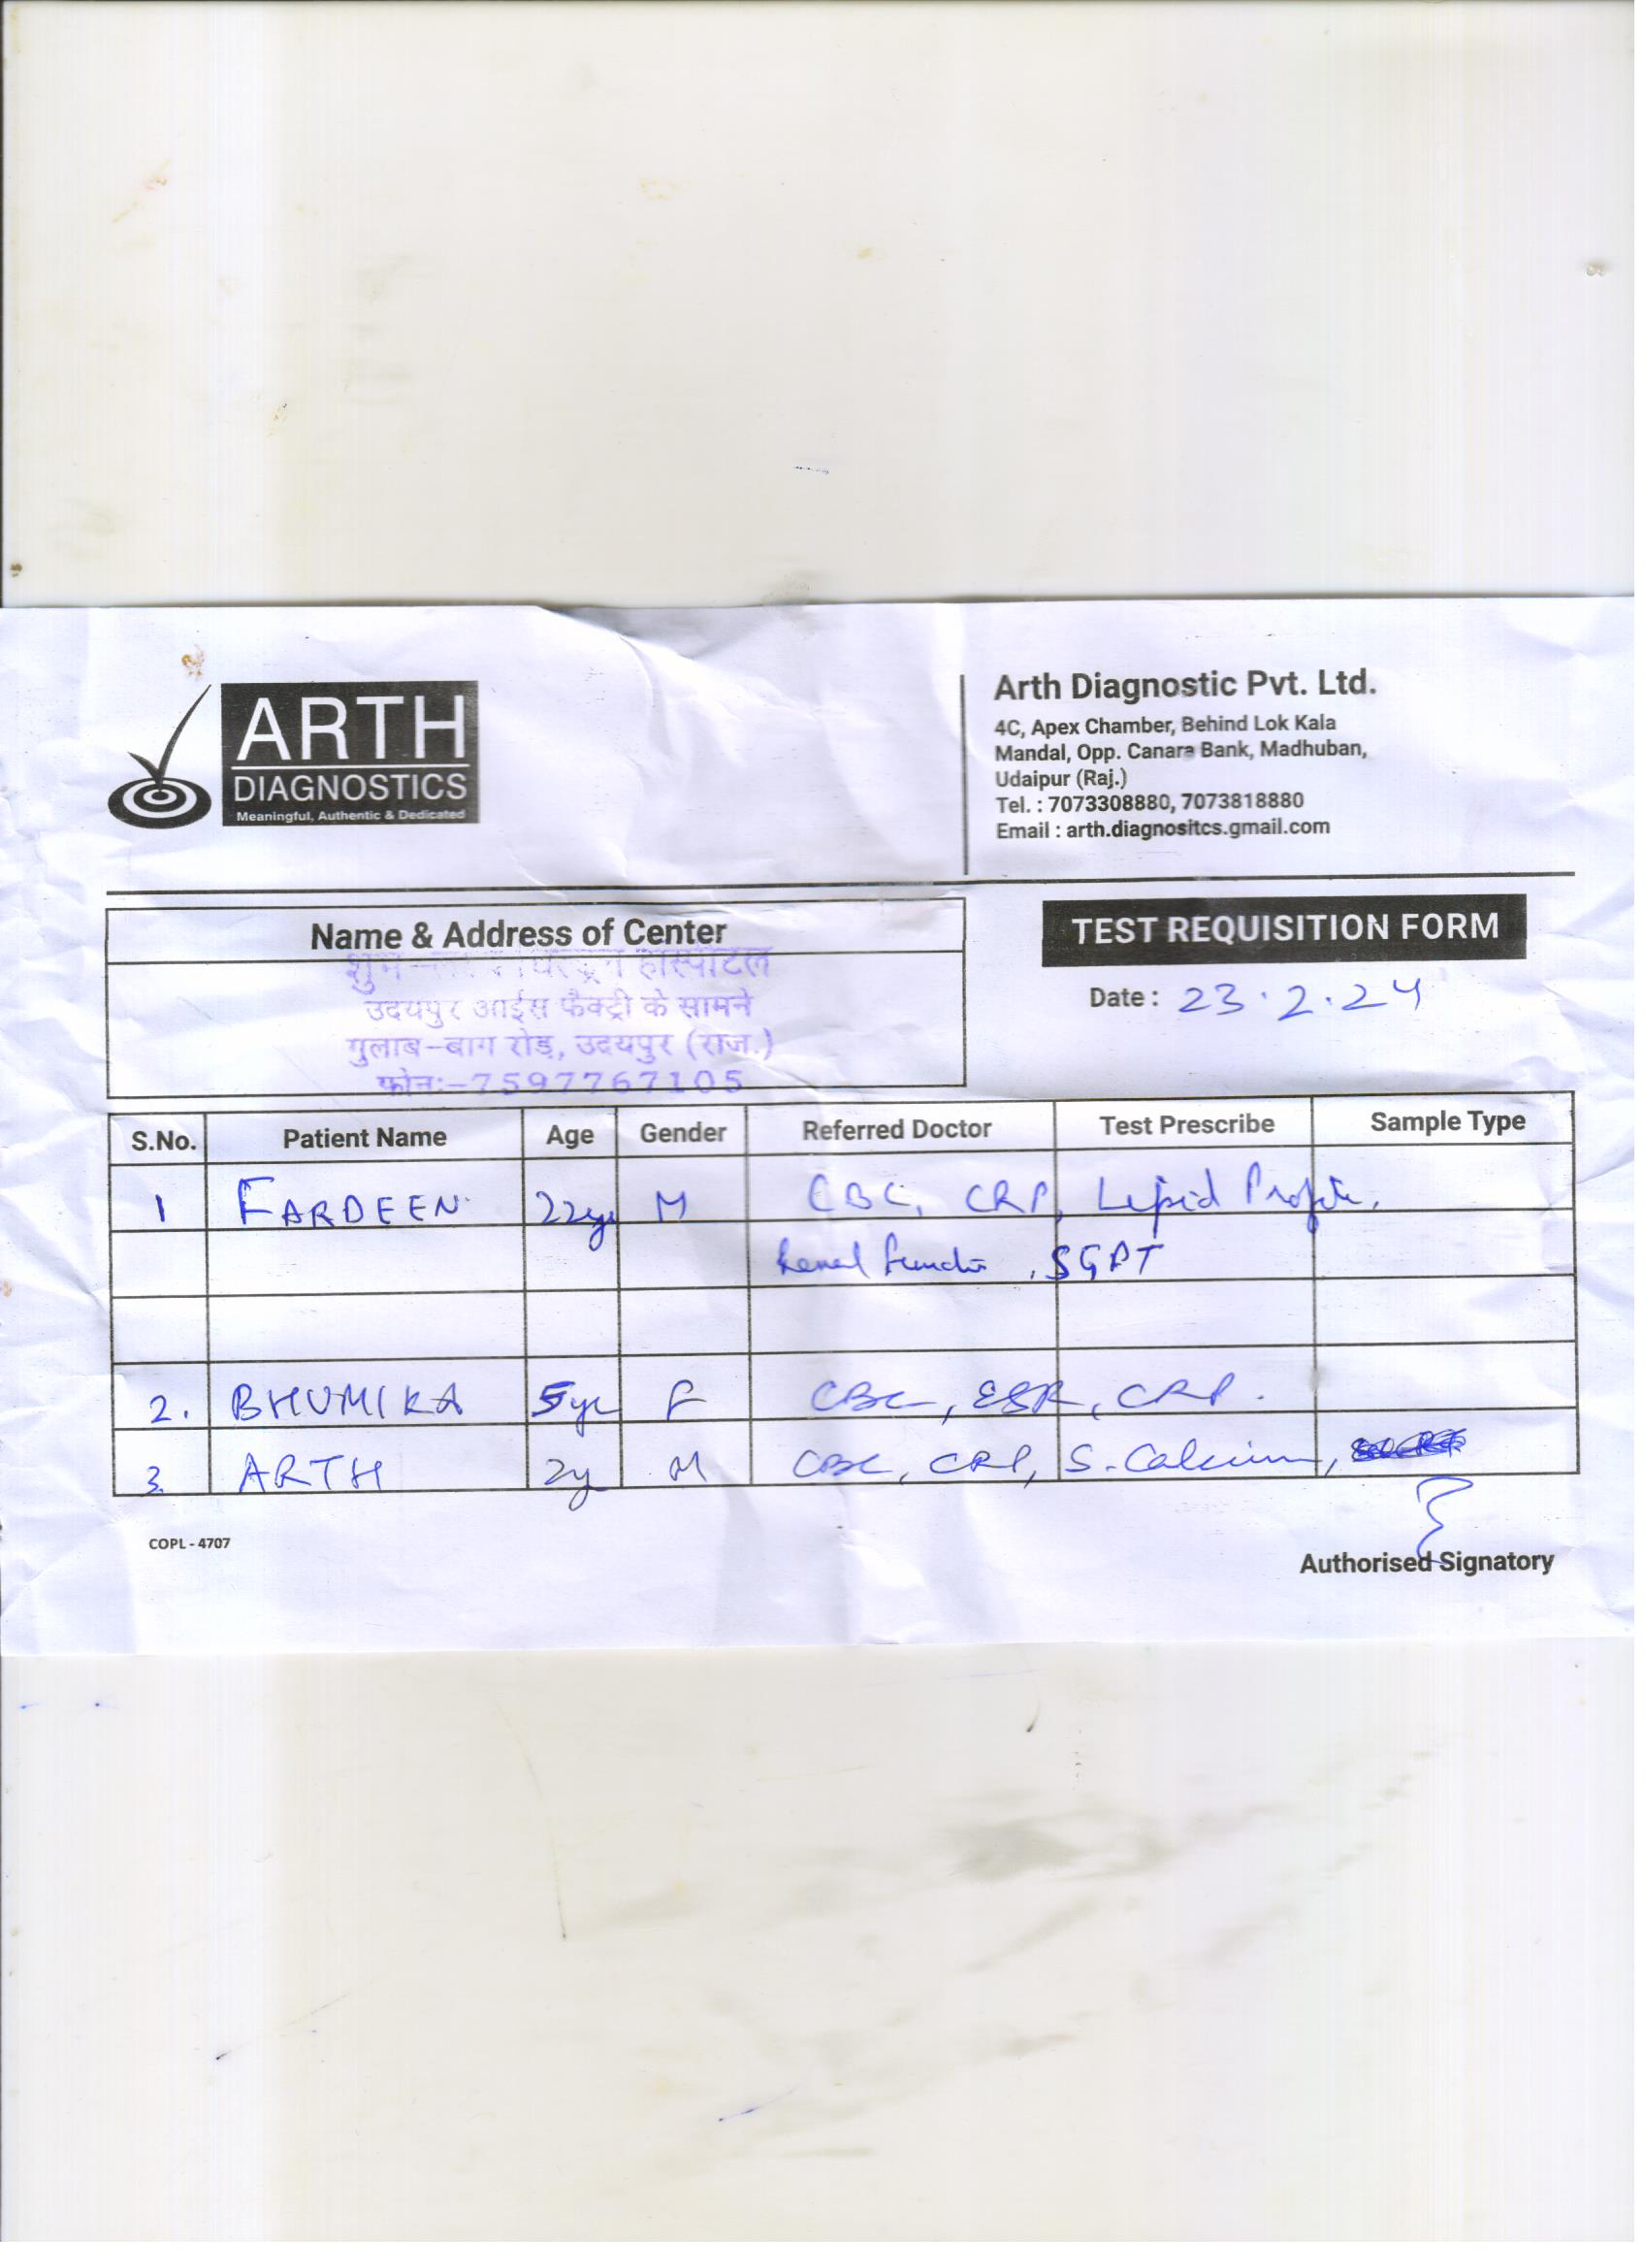 ARTH
DIAGNOSTICS
Meaningful, Authentic & Dedicated
Arth Diagnostic Pvt. Ltd.
4C, Apex Chamber, Behind Lok Kala
Mandal, Opp. Canara Bank, Madhuban,
Udaipur (Raj.)
Tel. : 7073308880, 7073818880
Email : arth.diagnositcs.gmail.com
Name & Address of Center
शुभ हास्पीटल
उदयपुर आईस फैक्ट्री के सामने
गुलाब-बाग रोड़, उदयपुर (राज.)
फोन:-7597767105
TEST REQUISITION FORM
Date : 23.2.24
S.No. Patient Name Age Gender Referred Doctor Test Prescribe Sample Type
1 FARDEEN 22yr M CBC, CRP, Lipid Profile,
Renal Functio, SGPT
2. BHUMIKA 5yr F CBC, ESR, CRP.
3. ARTH 2y M CBC, CRP, S. Calcium,
COPL - 4707
Authorised Signatory